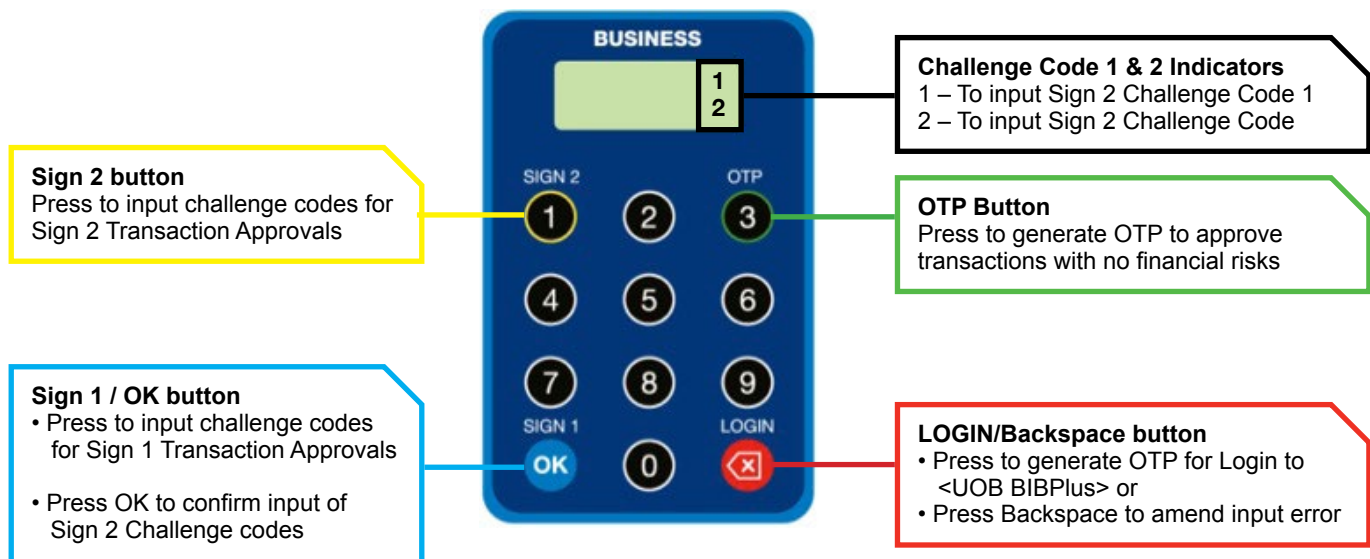 BUSINESS
1
2
Challenge Code 1 & 2 Indicators
1 – To input Sign 2 Challenge Code 1
2 – To input Sign 2 Challenge Code
Sign 2 button
Press to input challenge codes for
Sign 2 Transaction Approvals
SIGN 2 OTP
1 2 3
OTP Button
Press to generate OTP to approve
transactions with no financial risks
4 5 6
7 8 9
Sign 1 / OK button
• Press to input challenge codes
for Sign 1 Transaction Approvals
• Press OK to confirm input of
Sign 2 Challenge codes
SIGN 1 LOGIN
OK 0
LOGIN/Backspace button
• Press to generate OTP for Login to
<UOB BIBPlus> or
• Press Backspace to amend input error